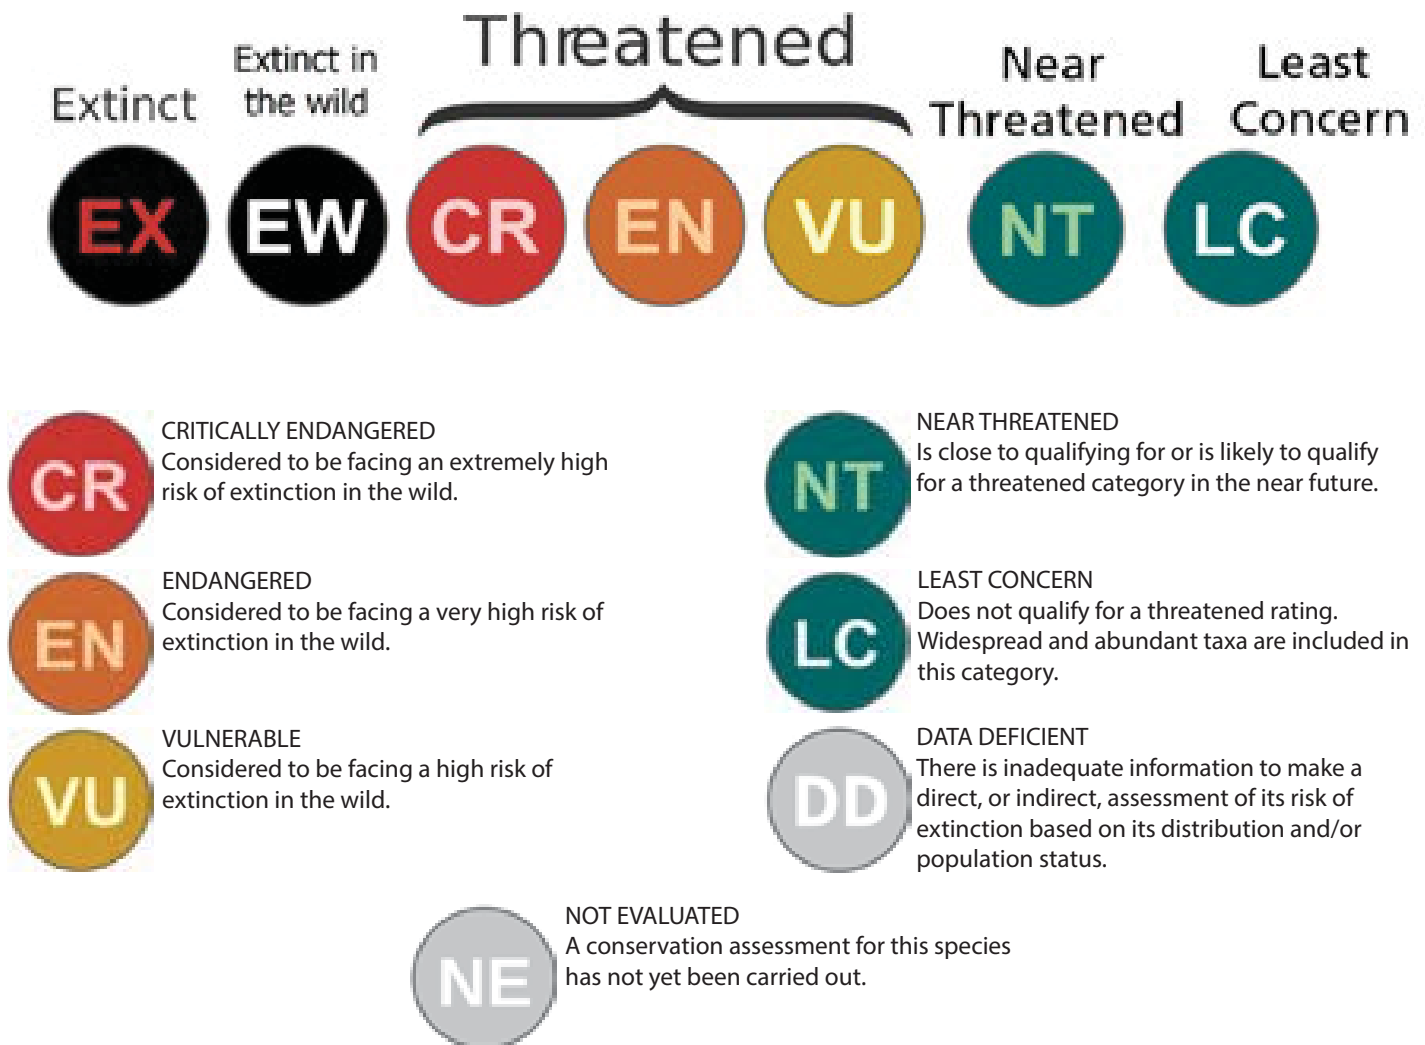 Threatened
Extinct
Extinct in
the wild
Near
Threatened
Least
Concern
EX
EW
CR
EN
VU
NT
LC
CR
CRITICALLY ENDANGERED
Considered to be facing an extremely high
risk of extinction in the wild.
EN
ENDANGERED
Considered to be facing a very high risk of
extinction in the wild.
VU
VULNERABLE
Considered to be facing a high risk of
extinction in the wild.
NT
NEAR THREATENED
Is close to qualifying for or is likely to qualify
for a threatened category in the near future.
LC
LEAST CONCERN
Does not qualify for a threatened rating.
Widespread and abundant taxa are included in
this category.
DD
DATA DEFICIENT
There is inadequate information to make a
direct, or indirect, assessment of its risk of
extinction based on its distribution and/or
population status.
NE
NOT EVALUATED
A conservation assessment for this species
has not yet been carried out.